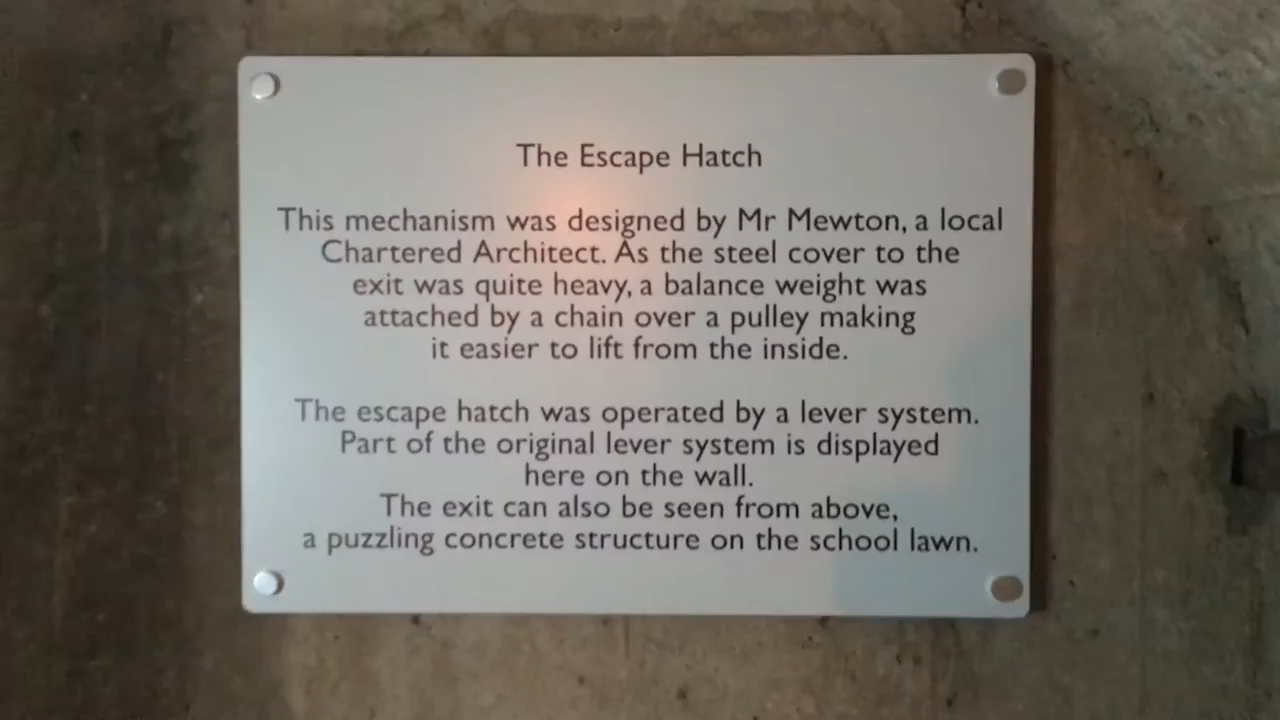 The Escape Hatch
This mechanism was designed by Mr Mewton, a local
Chartered Architect. As the steel cover to the
exit was quite heavy, a balance weight was
attached by a chain over a pulley making
it easier to lift from the inside.
The escape hatch was operated by a lever system.
Part of the original lever system is displayed
here on the wall.
The exit can also be seen from above,
a puzzling concrete structure on the school lawn.